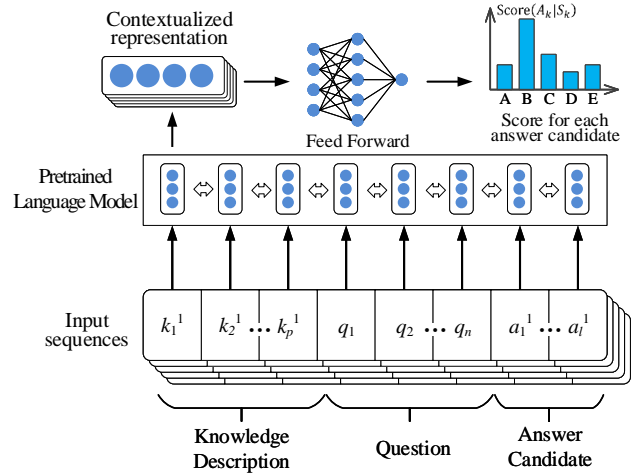 Contextualized
representation
Score(A_k|S_k)
A B C D E
Feed Forward
Score for each
answer candidate
Pretrained
Language Model
Input
sequences
k_1^1 k_2^1 ••• k_p^1 q_1 q_2 ••• q_n a_1^1 ••• a_l^1
Knowledge
Description
Question
Answer
Candidate